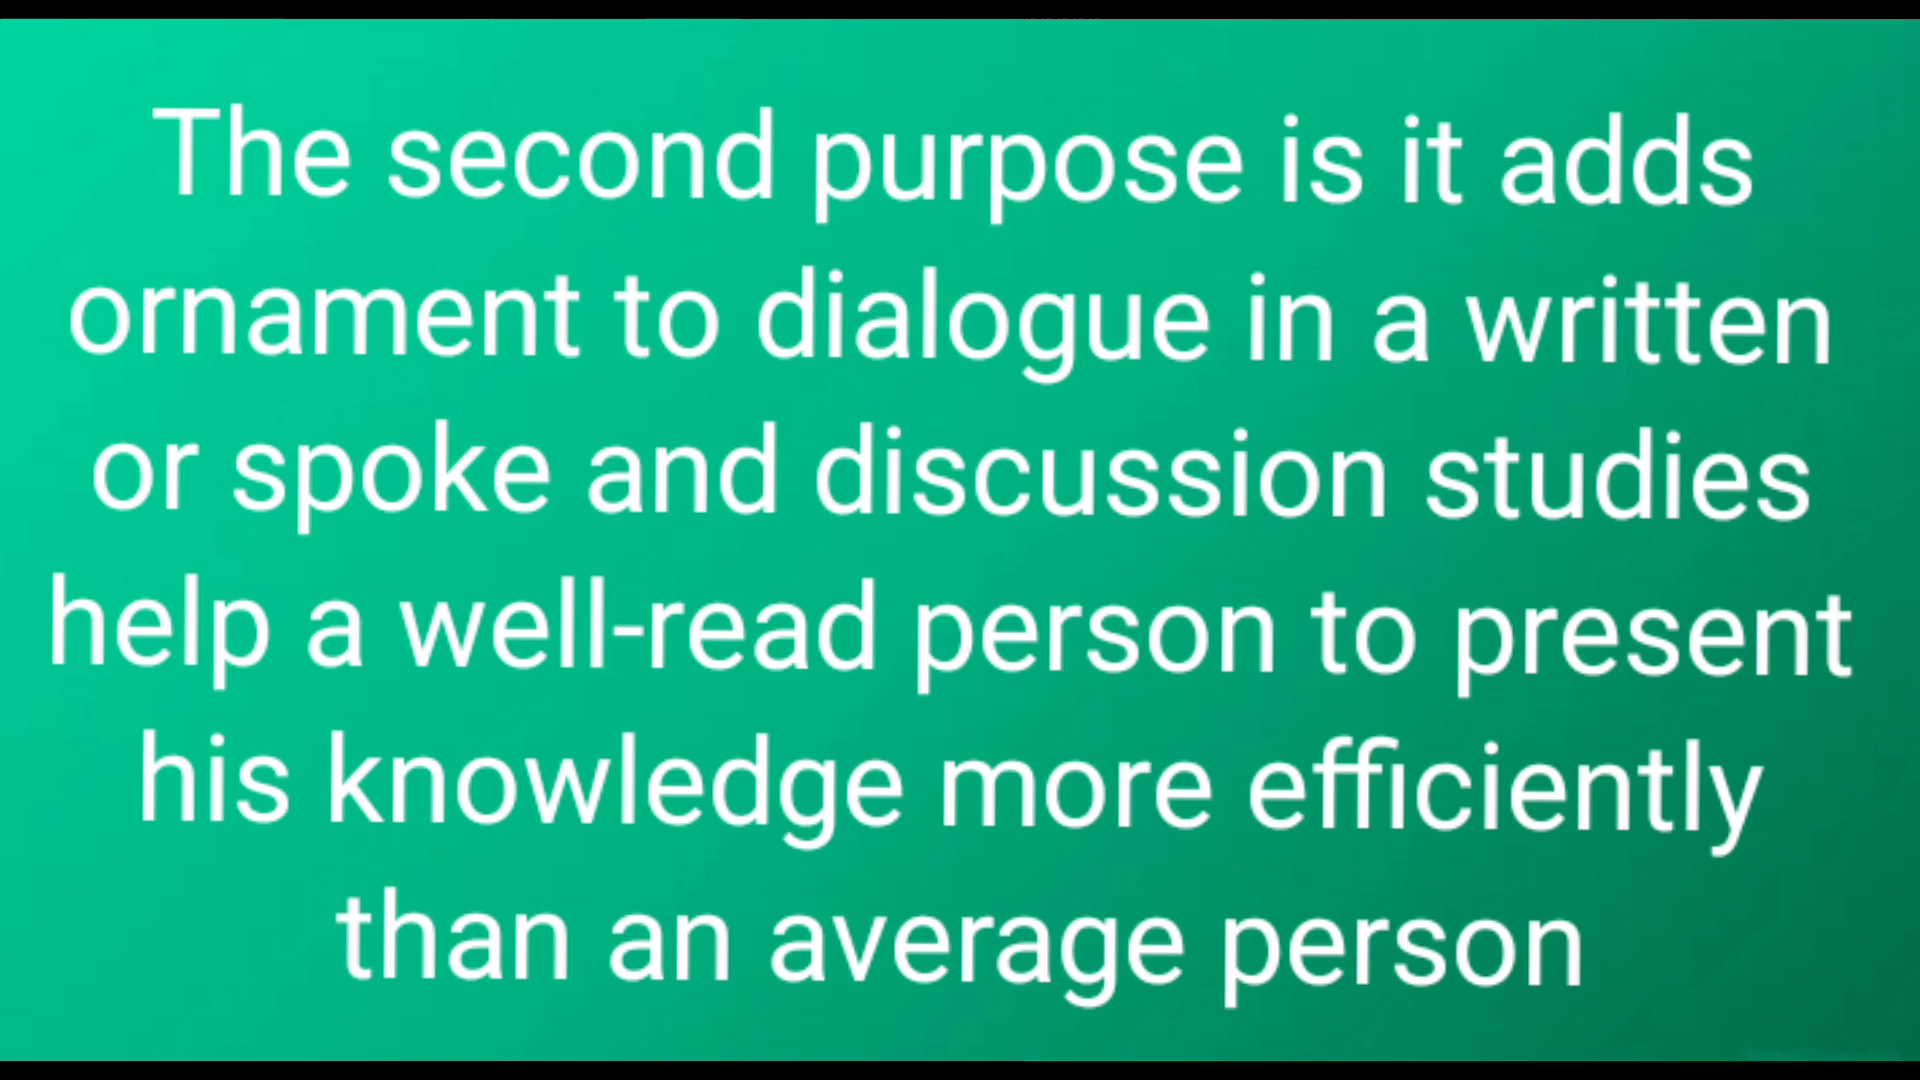 The second purpose is it adds
ornament to dialogue in a written
or spoke and discussion studies
help a well-read person to present
his knowledge more efficiently
than an average person